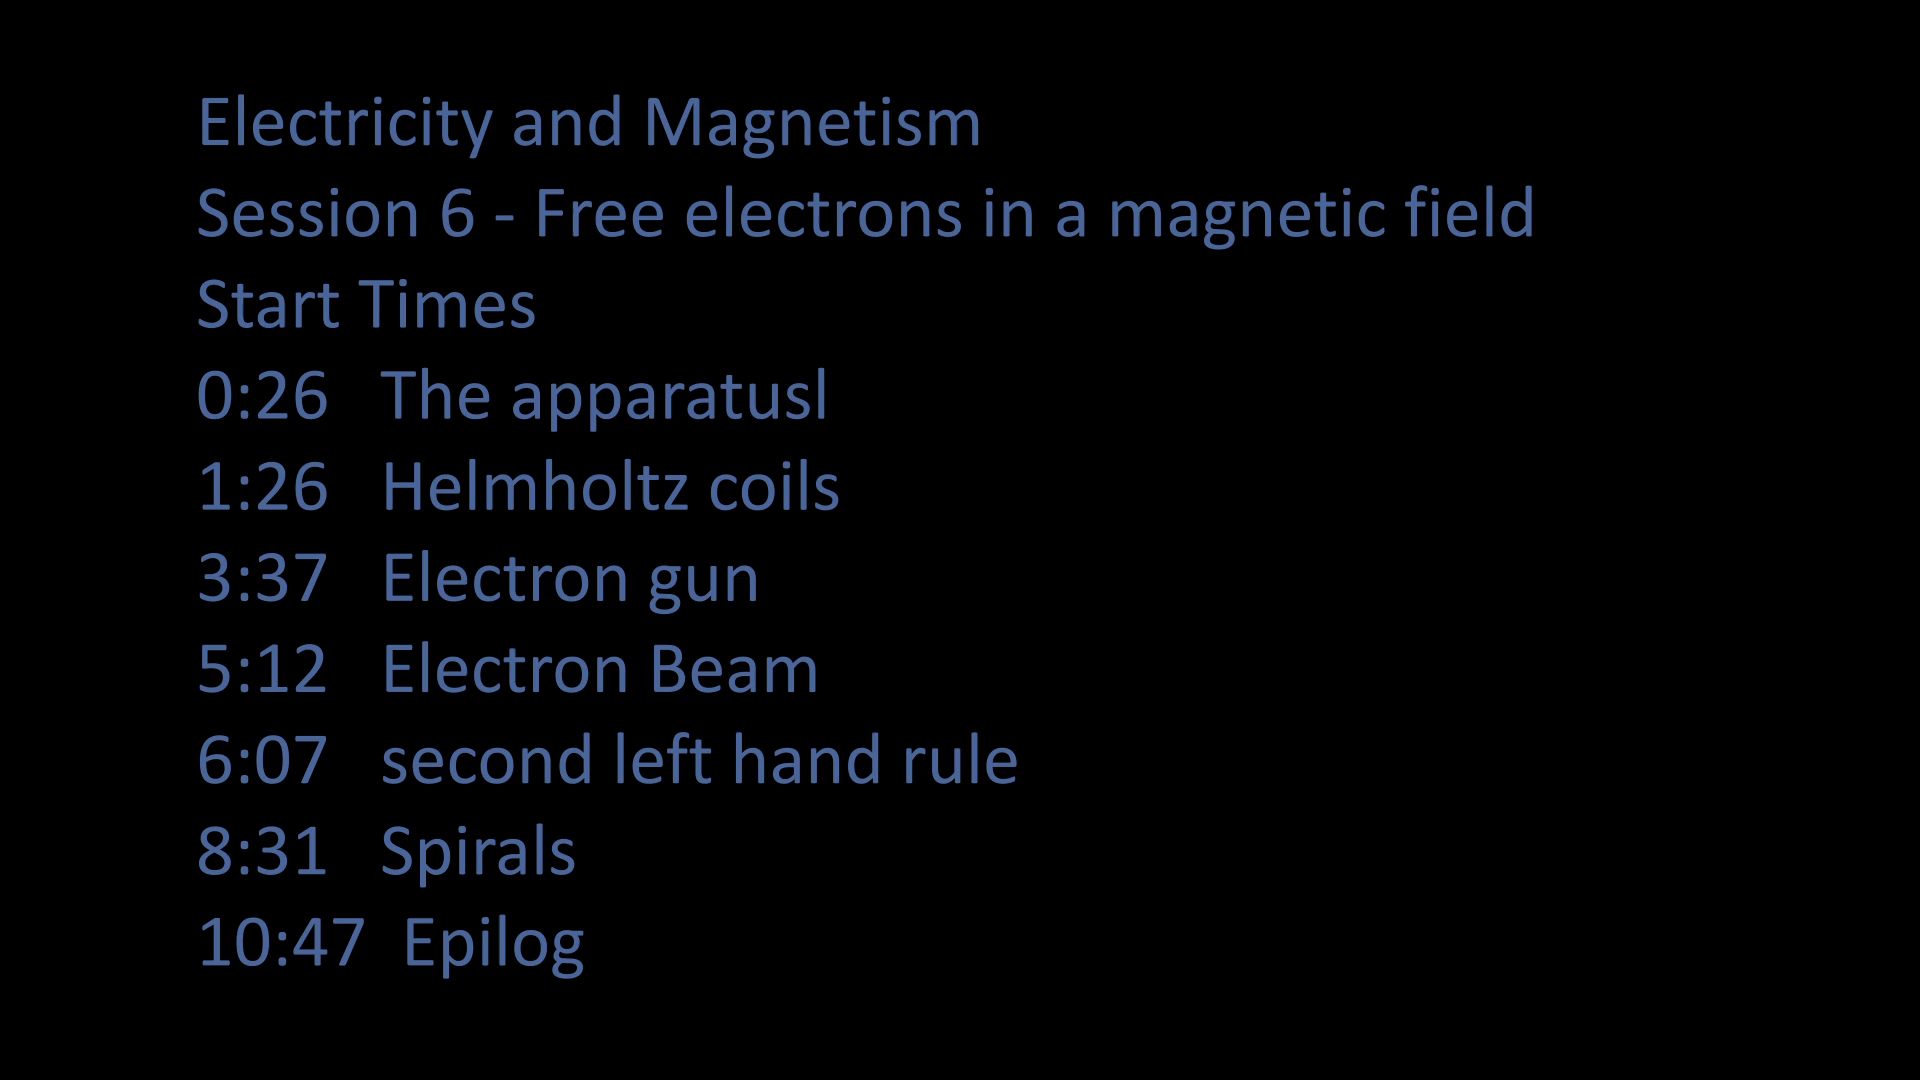 Electricity and Magnetism
Session 6 - Free electrons in a magnetic field
Start Times
0:26 The apparatusl
1:26 Helmholtz coils
3:37 Electron gun
5:12 Electron Beam
6:07 second left hand rule
8:31 Spirals
10:47 Epilog